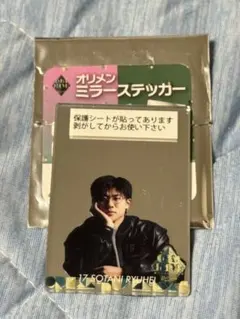 オリメン
ミラーステッカー
保護シートが貼ってあります
剥がしてからお使い下さい
17 SOTANI RYUHEI